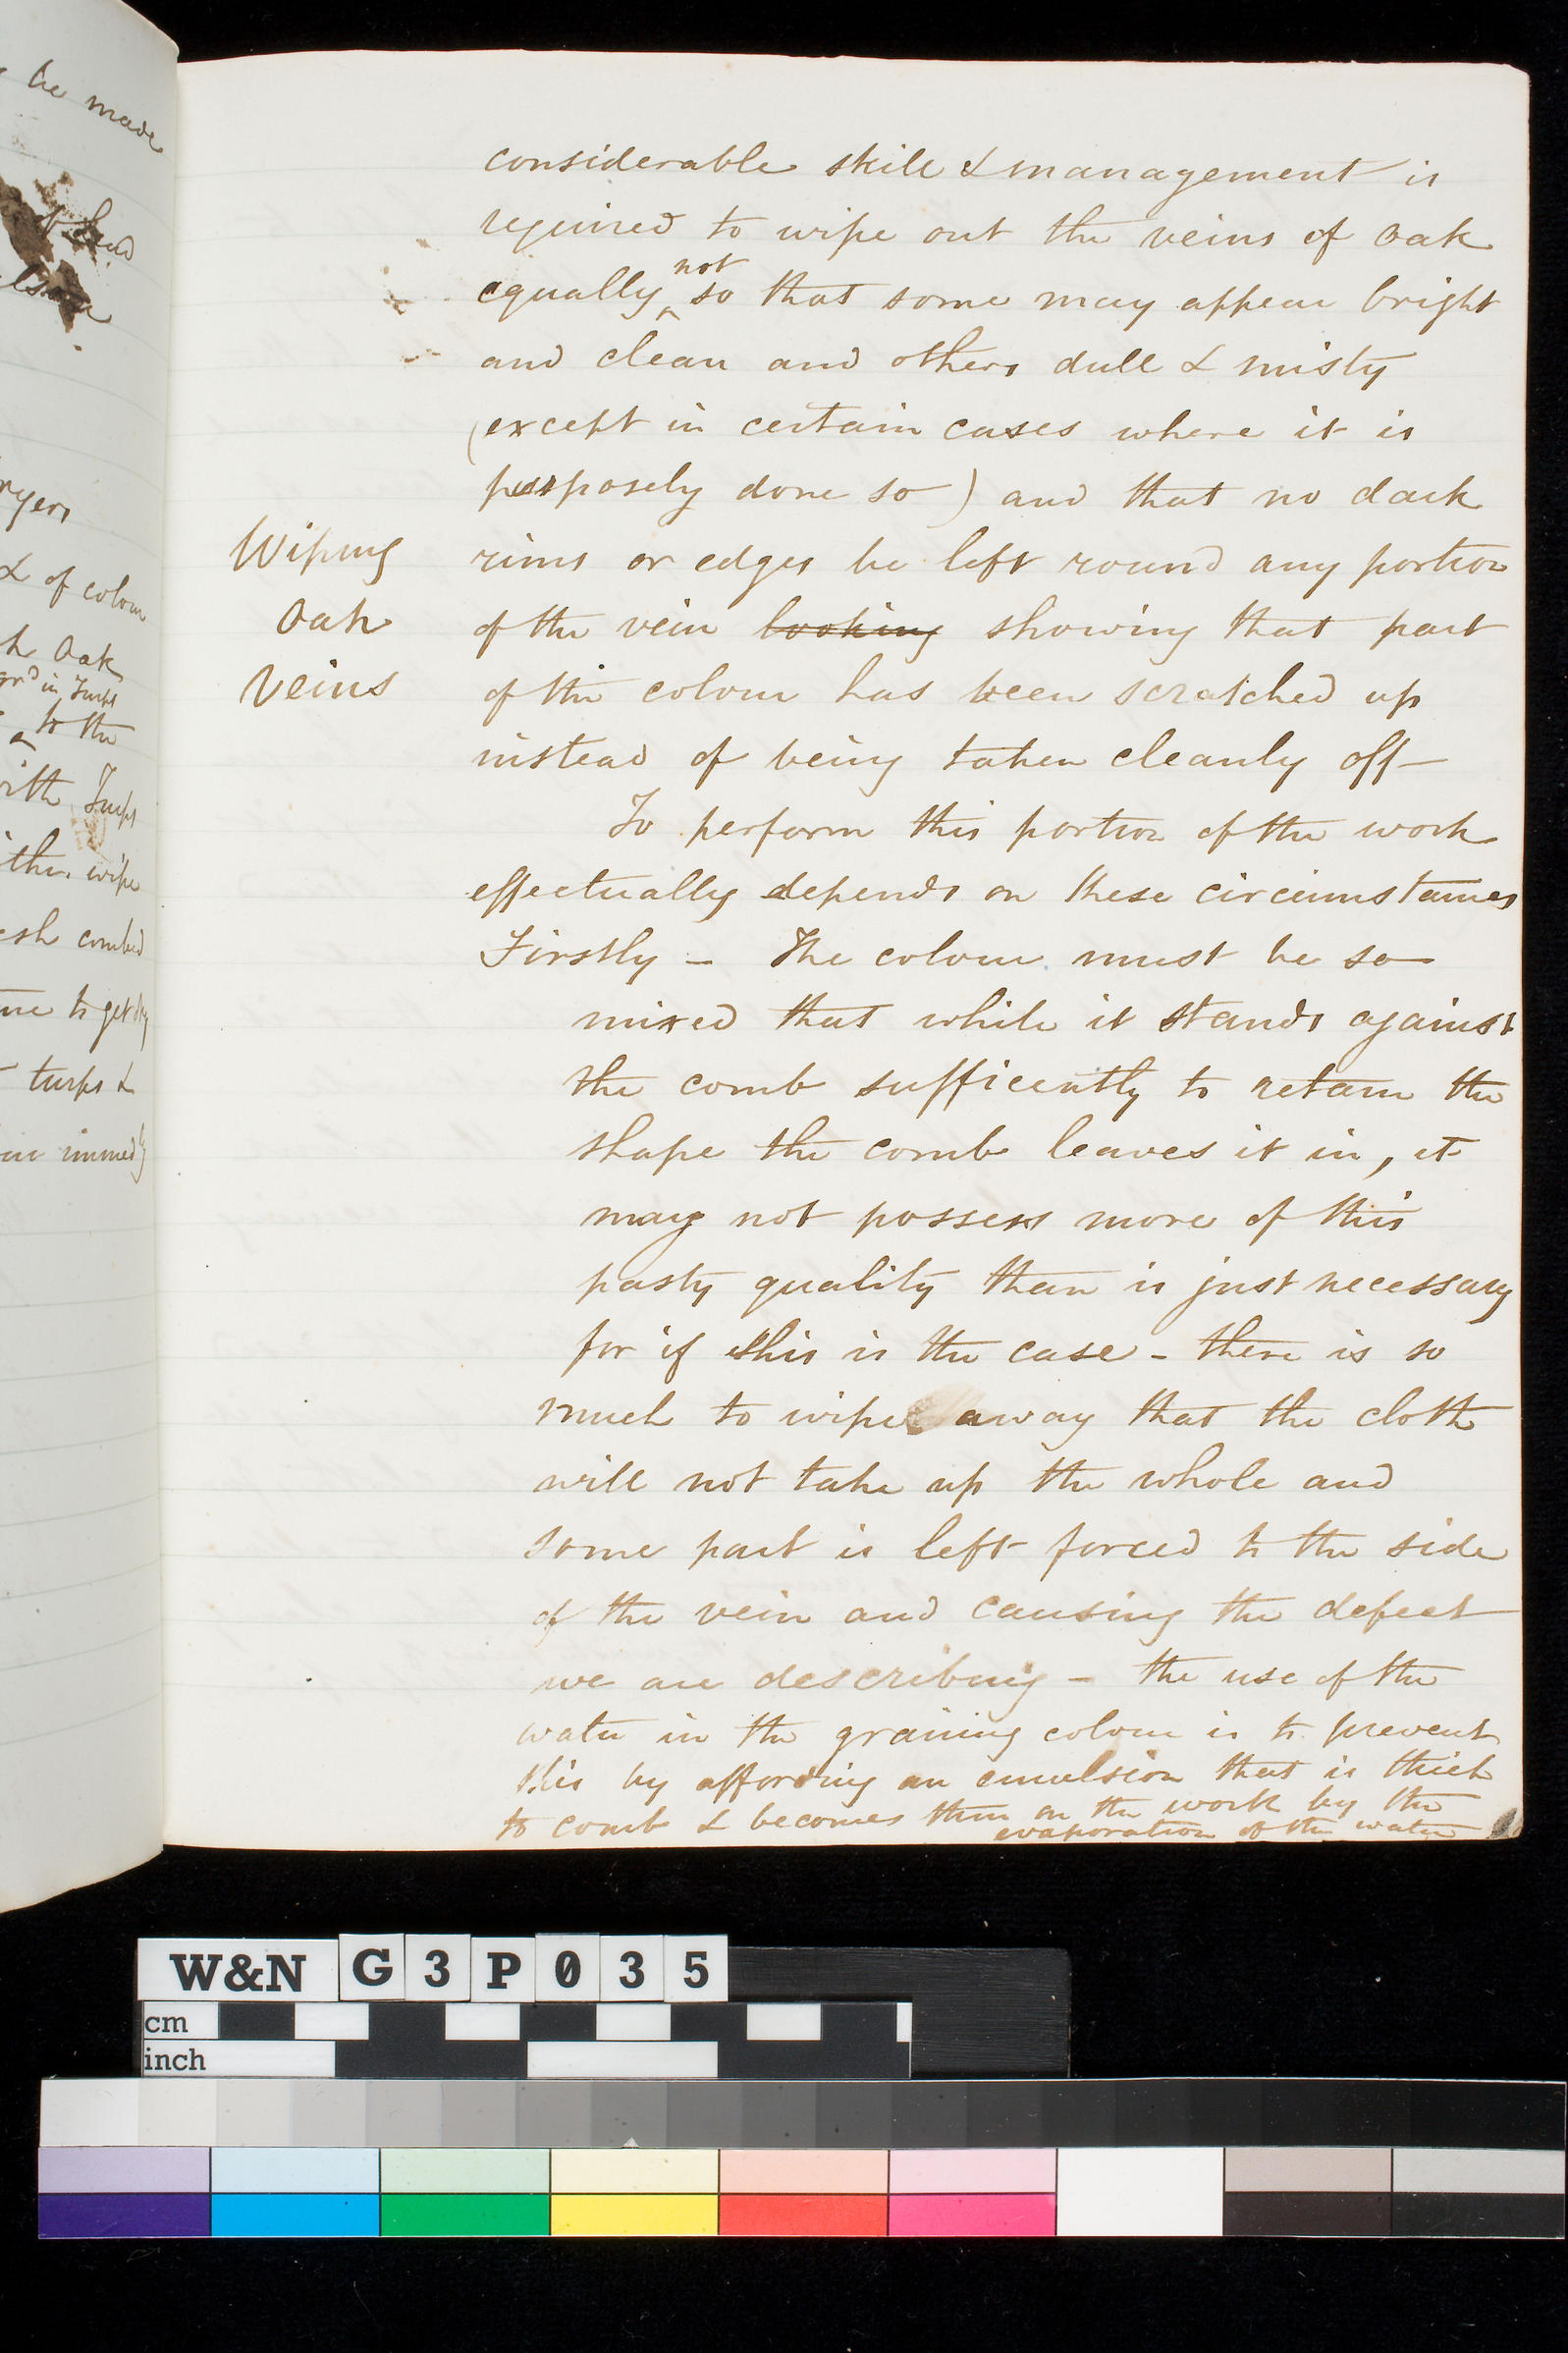 considerable skill & management is
required to wipe out the veins of Oak
not
equally so that some may appear bright
and clean and others dull & misty
(except in certain cases where it is
purposely done so) and that no dark
Wiping
rims or edges be left round any portion
Oak
of the vein looking showing that part
Veins
of the colour has been scratched up
instead of being taken cleanly off—
To perform this portion of the work
effectually depends on these circumstances
Firstly – The colour must be so
mixed that while it stands against
the comb sufficently to retain the
shape the comb leaves it in, it
may not possess more of this
pasty quality than is just necessary
for if this is the case – there is so
much to wipe away that the cloth
will not take up the whole and
some part is left forced to the side
of the vein and causing the defect
we are describing – the use of the
water in the graining colour is to prevent
this by affording an emulsion that is thick
to comb & becomes thin on the work by the
evaporation of the water
be made
ryers
& of colour
Oak
grd in Turps
to the
with Turps
wipe
combed
to get dry
turps &
immedy
W&N G3P035
cm
inch